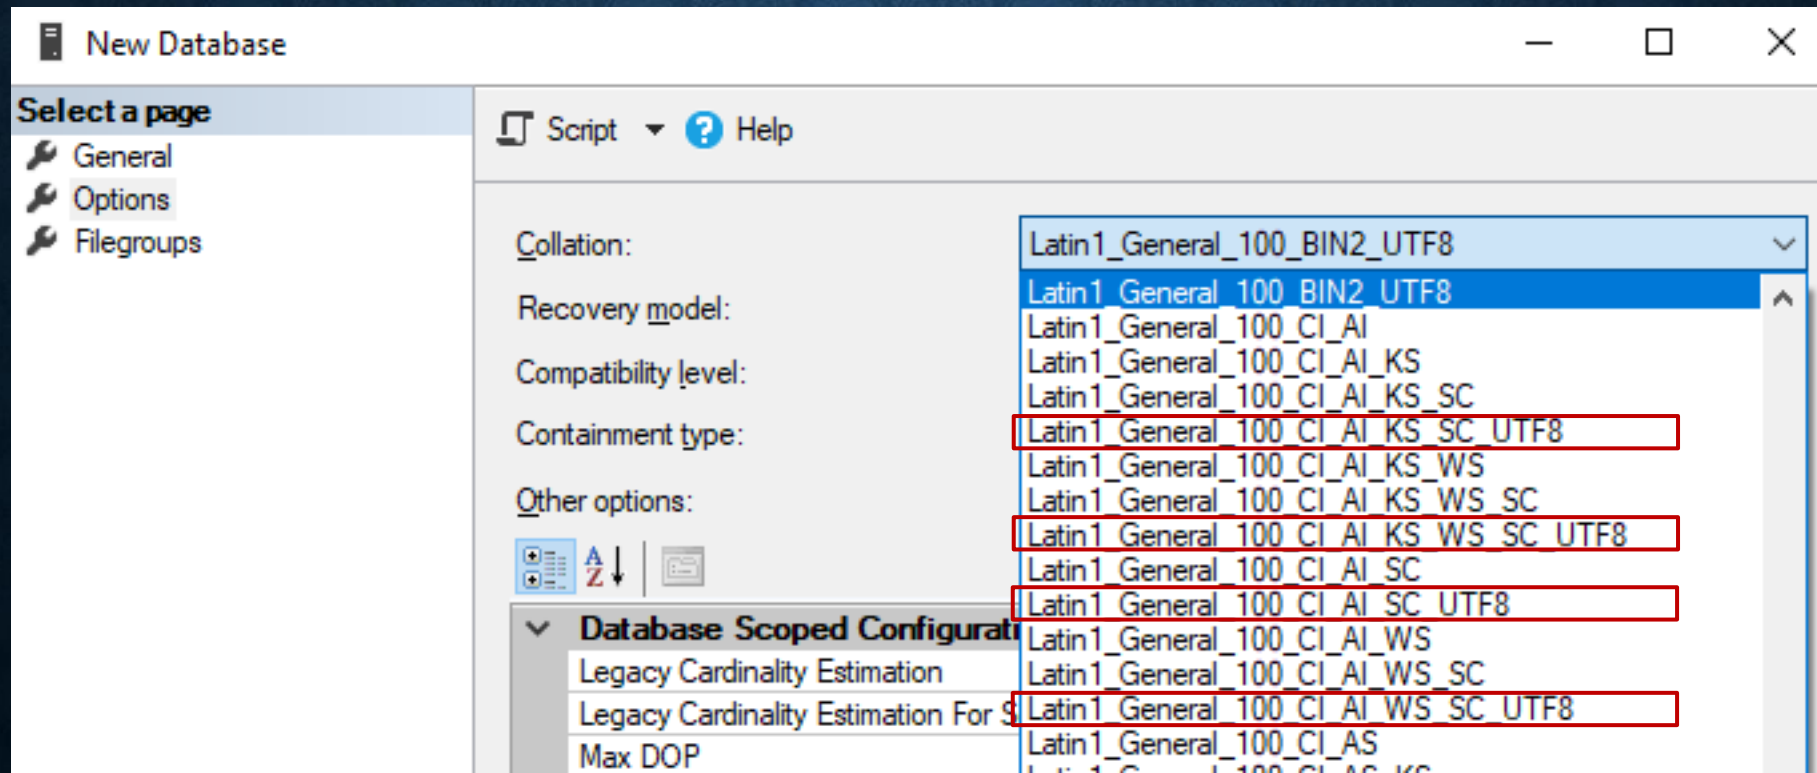 New Database
Select a page
General
Options
Filegroups
Script
Help
Collation:
Latin1_General_100_BIN2_UTF8
Recovery model:
Compatibility level:
Containment type:
Other options:
Latin1_General_100_BIN2_UTF8
Latin1_General_100_CI_AI
Latin1_General_100_CI_AI_KS
Latin1_General_100_CI_AI_KS_SC
Latin1_General_100_CI_AI_KS_SC_UTF8
Latin1_General_100_CI_AI_KS_WS
Latin1_General_100_CI_AI_KS_WS_SC
Latin1_General_100_CI_AI_KS_WS_SC_UTF8
Latin1_General_100_CI_AI_SC
Latin1_General_100_CI_AI_SC_UTF8
Latin1_General_100_CI_AI_WS
Latin1_General_100_CI_AI_WS_SC
Latin1_General_100_CI_AI_WS_SC_UTF8
Latin1_General_100_CI_AS
A Z
Database Scoped Configurati
Legacy Cardinality Estimation
Legacy Cardinality Estimation For S
Max DOP